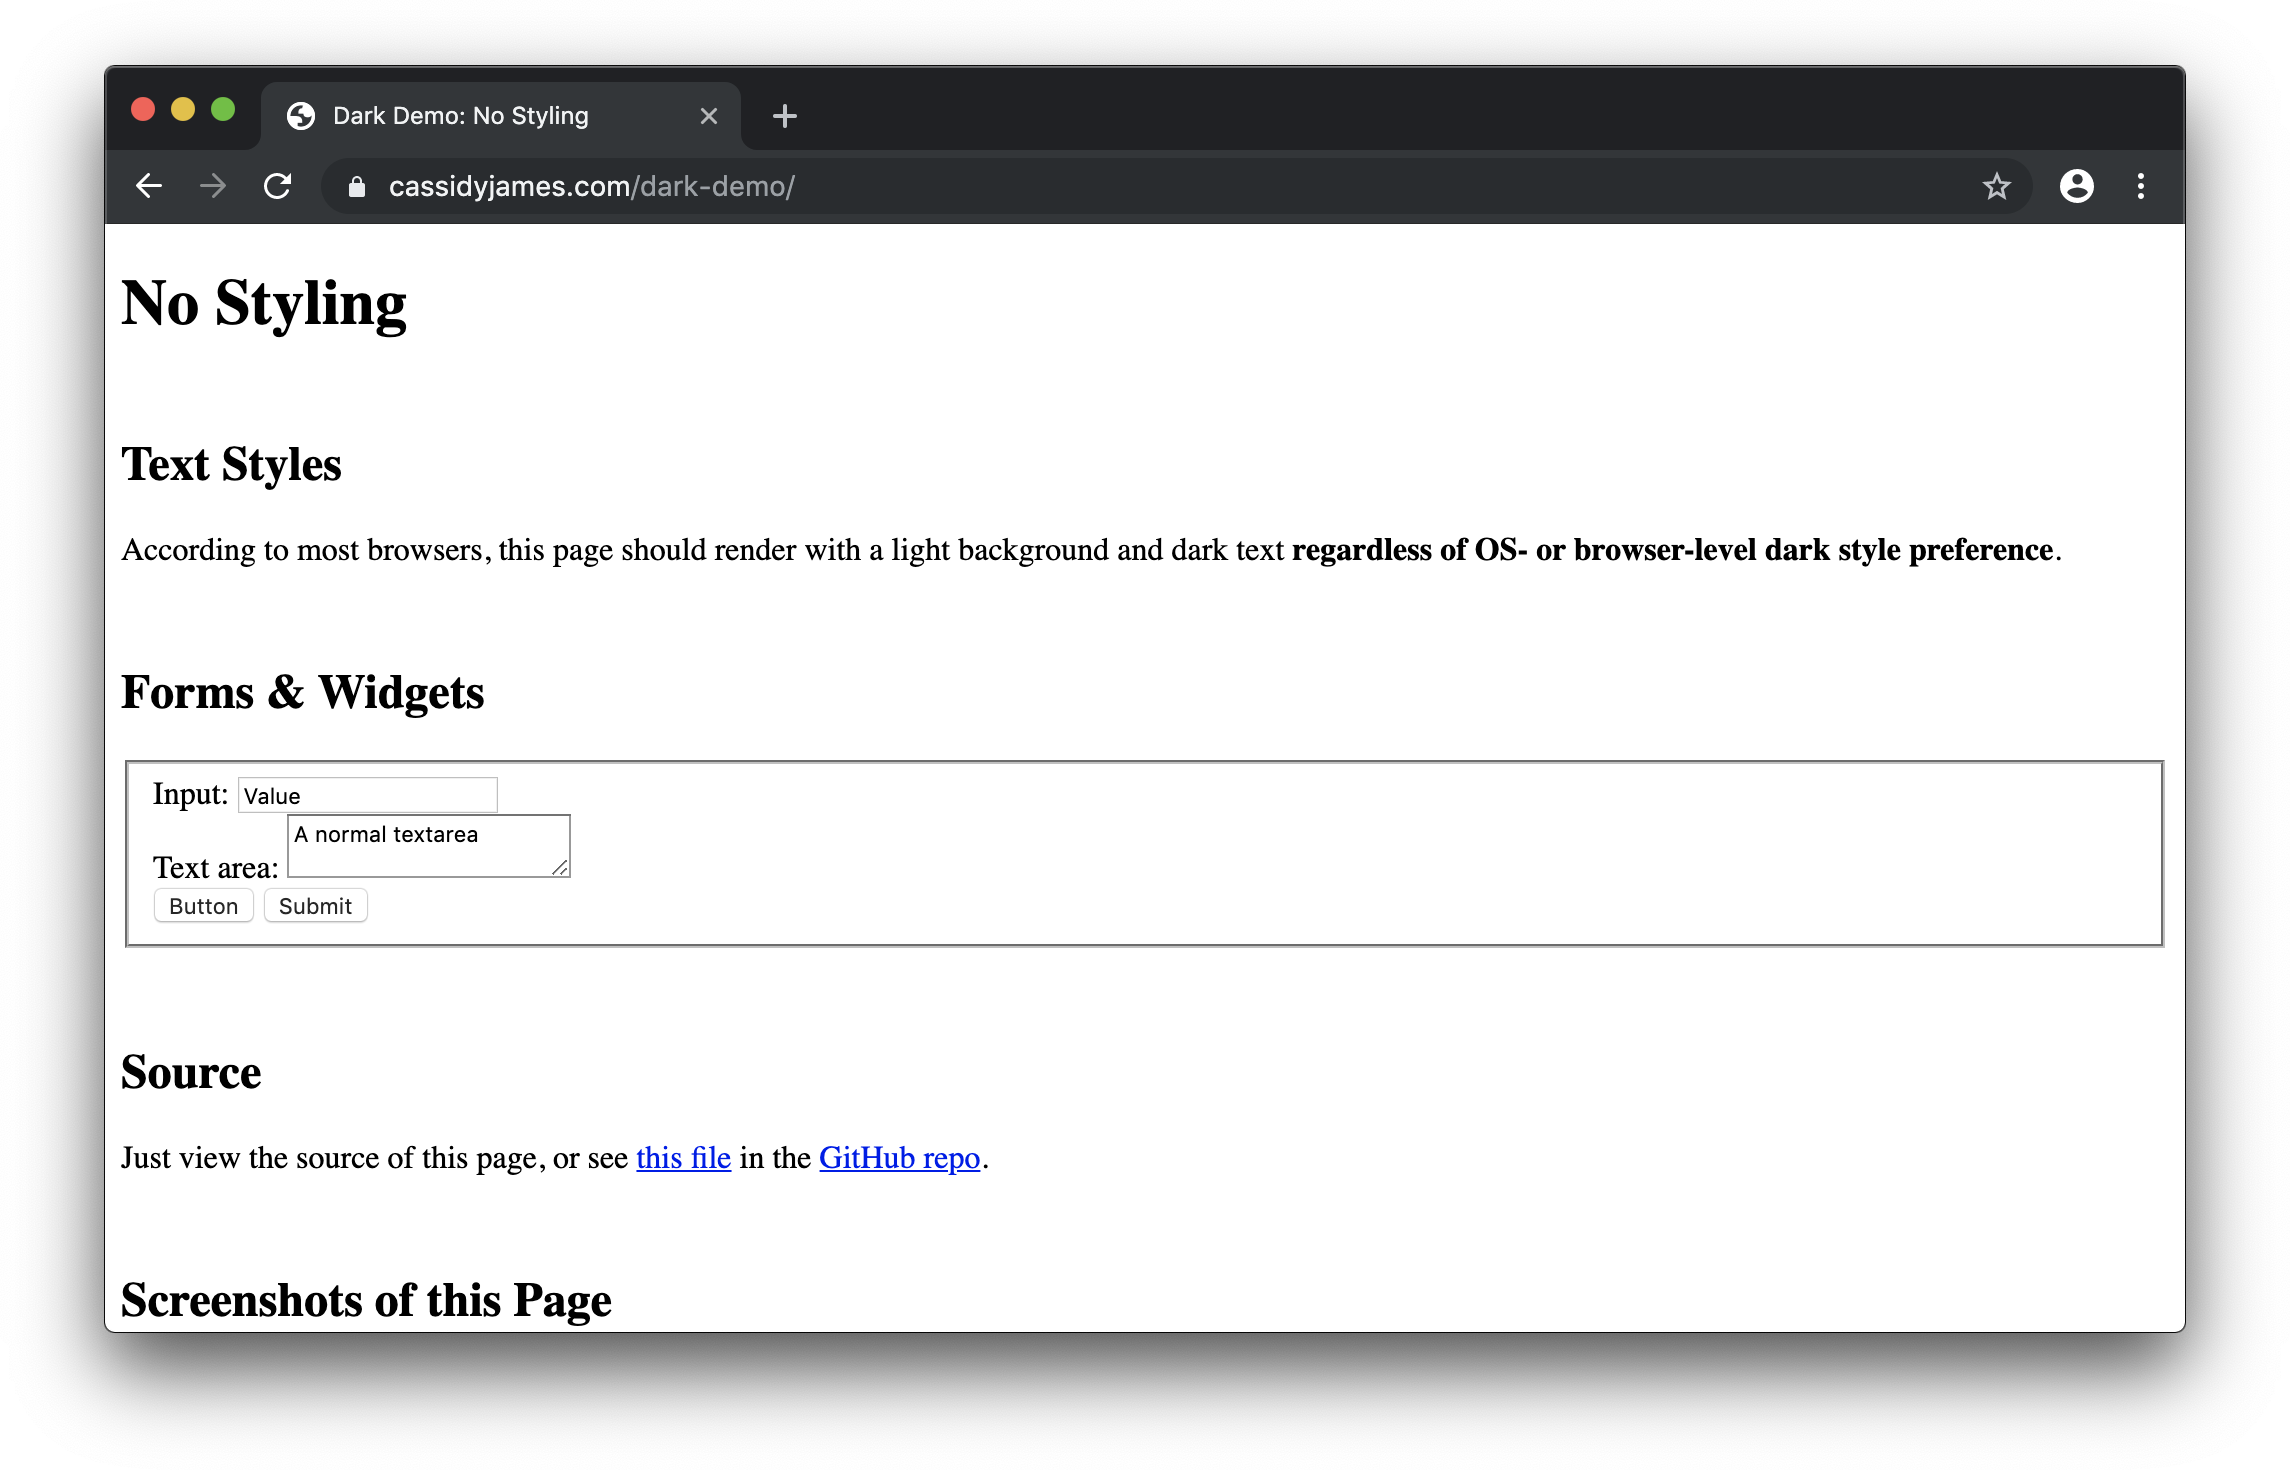 Dark Demo: No Styling
cassidyjames.com/dark-demo/
No Styling
Text Styles
According to most browsers, this page should render with a light background and dark text regardless of OS- or browser-level dark style preference.
Forms & Widgets
Input: Value
Text area: A normal textarea
Button Submit
Source
Just view the source of this page, or see this file in the GitHub repo.
Screenshots of this Page